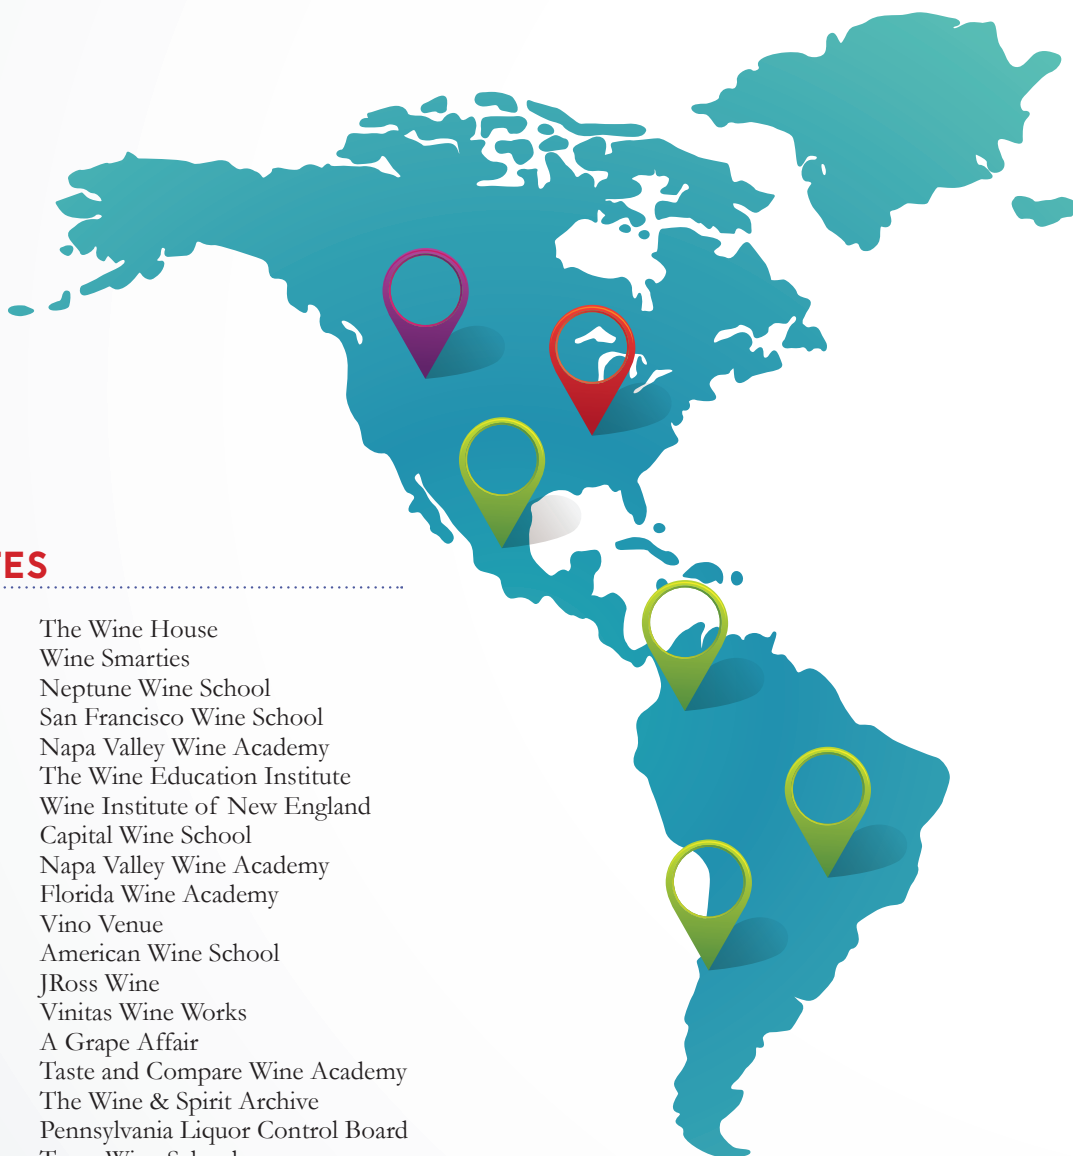 TES
The Wine House
Wine Smarties
Neptune Wine School
San Francisco Wine School
Napa Valley Wine Academy
The Wine Education Institute
Wine Institute of New England
Capital Wine School
Napa Valley Wine Academy
Florida Wine Academy
Vino Venue
American Wine School
JRoss Wine
Vinitas Wine Works
A Grape Affair
Taste and Compare Wine Academy
The Wine & Spirit Archive
Pennsylvania Liquor Control Board
Wine School